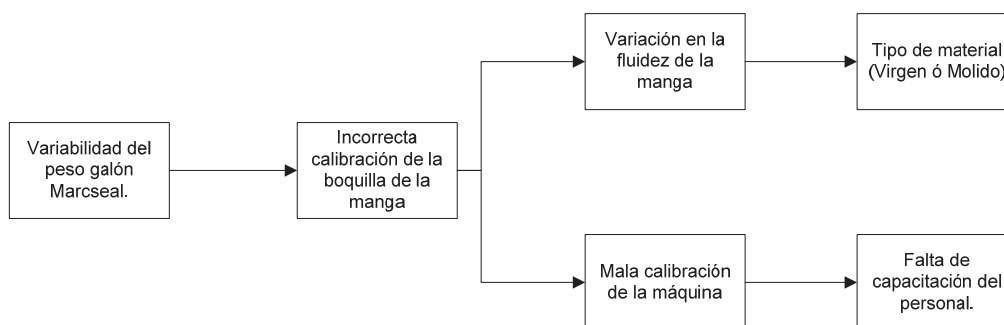 Variabilidad del
peso galón
Marcseal.
Incorrecta
calibración de la
boquilla de la
manga
Variación en la
fluidez de la
manga
Tipo de material
(Virgen ó Molido)
Mala calibración
de la máquina
Falta de
capacitación del
personal.